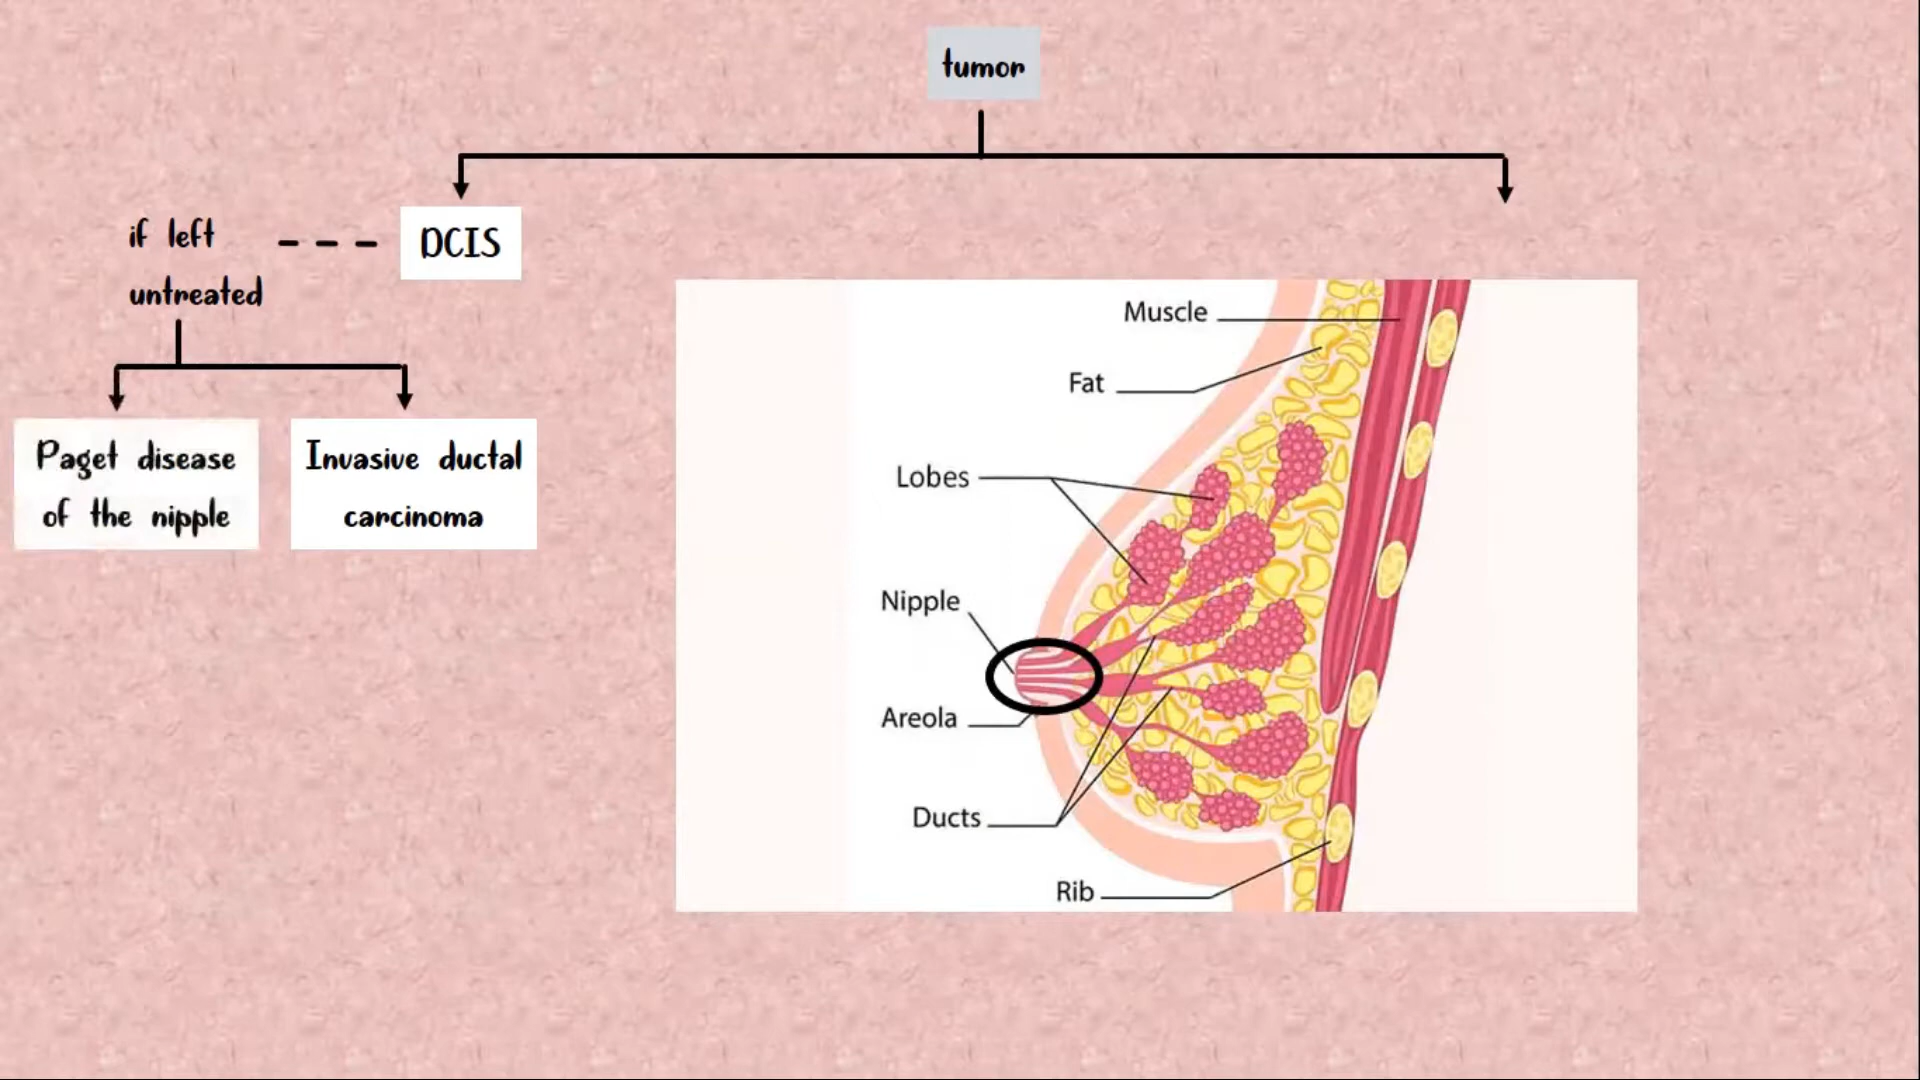 tumor
if left
untreated
DCIS
Paget disease
of the nipple
Invasive ductal
carcinoma
Muscle
Fat
Lobes
Nipple
Areola
Ducts
Rib